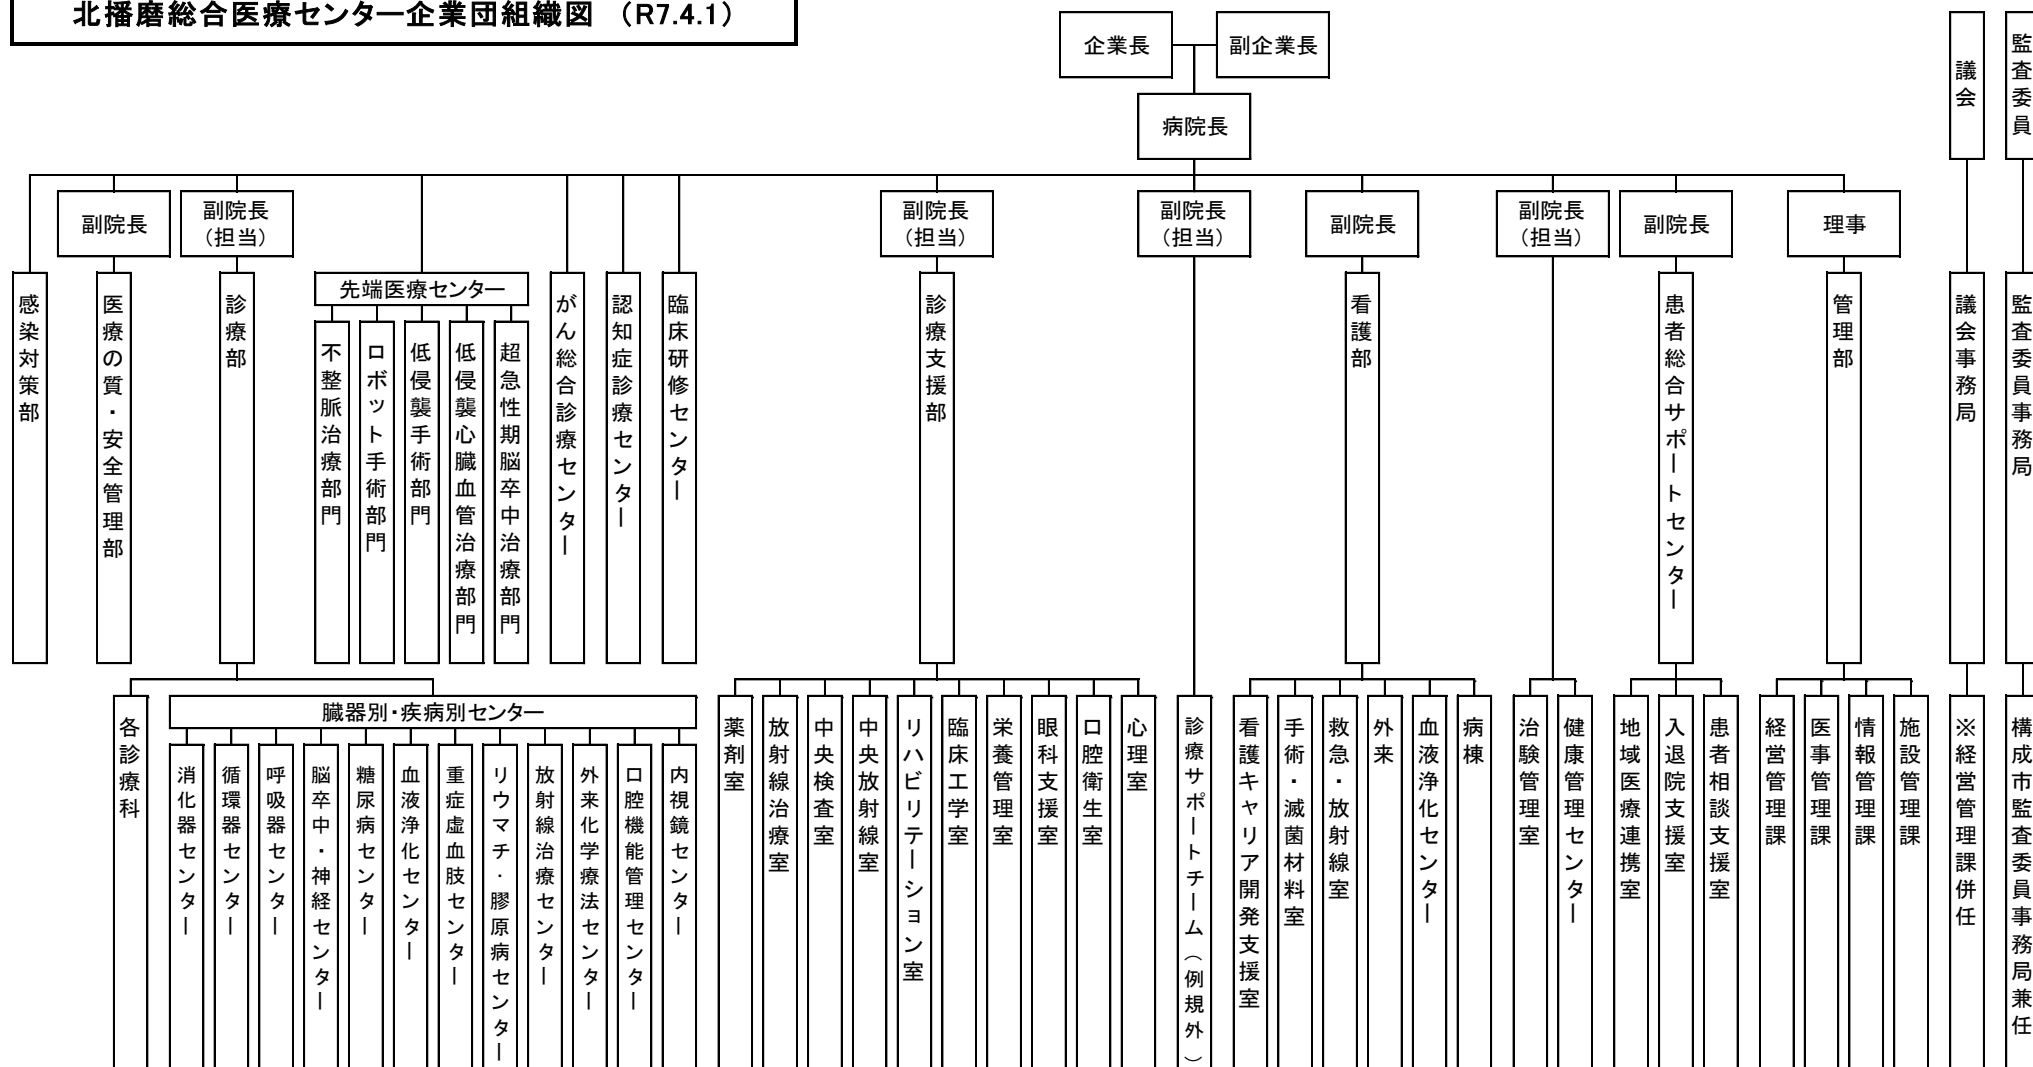 北播磨総合医療センター企業団組織図 （R7.4.1）
企業長
副企業長
病院長
議会
監査委員
副院長
副院長
（担当）
副院長
（担当）
副院長
（担当）
副院長
副院長
（担当）
副院長
理事
感染対策部
医療の質・安全管理部
診療部
先端医療センター
不整脈治療部門
ロボット手術部門
低侵襲手術部門
低侵襲心臓血管治療部門
超急性期脳卒中治療部門
がん総合診療センター
認知症診療センター
臨床研修センター
診療支援部
看護部
患者総合サポートセンター
管理部
議会事務局
監査委員事務局
各診療科
臓器別・疾病別センター
消化器センター
循環器センター
呼吸器センター
脳卒中・神経センター
糖尿病センター
血液浄化センター
重症虚血肢センター
リウマチ・膠原病センター
放射線治療センター
外来化学療法センター
口腔機能管理センター
内視鏡センター
薬剤室
放射線治療室
中央検査室
中央放射線室
リハビリテーション室
臨床工学室
栄養管理室
眼科支援室
口腔衛生室
心理室
診療サポートチーム（例規外）
看護キャリア開発支援室
手術・滅菌材料室
救急・放射線室
外来
血液浄化センター
病棟
治験管理室
健康管理センター
地域医療連携室
入退院支援室
患者相談支援室
経営管理課
医事管理課
情報管理課
施設管理課
※経営管理課併任
構成市監査委員事務局兼任